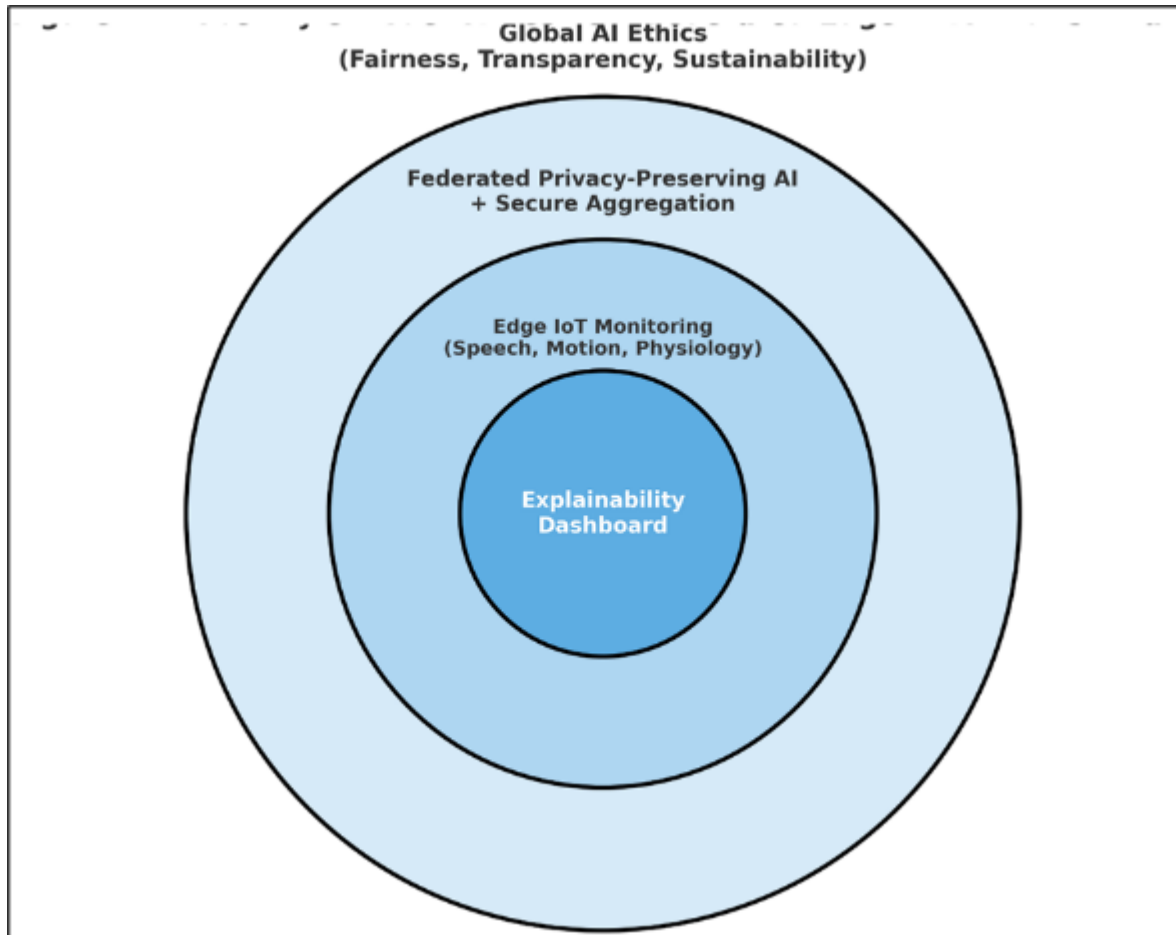 Global AI Ethics
(Fairness, Transparency, Sustainability)
Federated Privacy-Preserving AI
+ Secure Aggregation
Edge IoT Monitoring
(Speech, Motion, Physiology)
Explainability
Dashboard